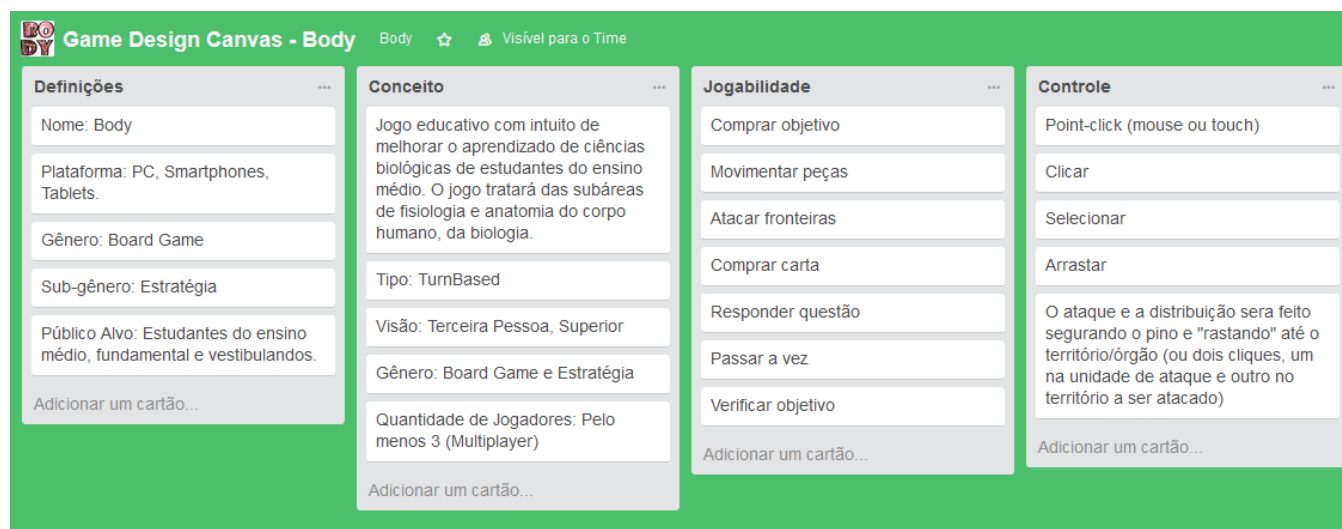 BODY
Game Design Canvas - Body Body Visível para o Time
Definições
Nome: Body
Plataforma: PC, Smartphones,
Tablets.
Gênero: Board Game
Sub-gênero: Estratégia
Público Alvo: Estudantes do ensino
médio, fundamental e vestibulandos.
Adicionar um cartão...
Conceito
Jogo educativo com intuito de
melhorar o aprendizado de ciências
biológicas de estudantes do ensino
médio. O jogo tratará das subáreas
de fisiologia e anatomia do corpo
humano, da biologia.
Tipo: TurnBased
Visão: Terceira Pessoa, Superior
Gênero: Board Game e Estratégia
Quantidade de Jogadores: Pelo
menos 3 (Multiplayer)
Adicionar um cartão...
Jogabilidade
Comprar objetivo
Movimentar peças
Atacar fronteiras
Comprar carta
Responder questão
Passar a vez
Verificar objetivo
Adicionar um cartão...
Controle
Point-click (mouse ou touch)
Clicar
Selecionar
Arrastar
O ataque e a distribuição sera feito
segurando o pino e "rastando" até o
território/órgão (ou dois cliques, um
na unidade de ataque e outro no
território a ser atacado)
Adicionar um cartão...